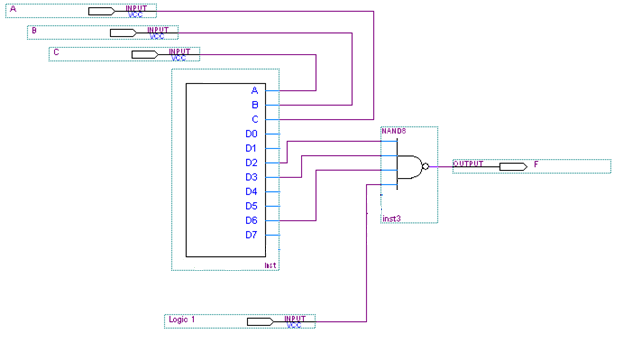 A INPUT VCC
B INPUT VCC
C INPUT VCC
A
B
C
D0
D1
D2
D3
D4
D5
D6
D7
inst
NAND8
inst3
OUTPUT F
Logic 1 INPUT VCC